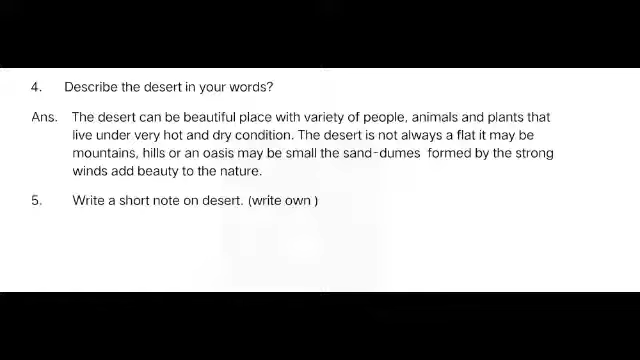 4. Describe the desert in your words?
Ans. The desert can be beautiful place with variety of people, animals and plants that
live under very hot and dry condition. The desert is not always a flat it may be
mountains, hills or an oasis may be small the sand-dumes formed by the strong
winds add beauty to the nature.
5. Write a short note on desert. (write own )